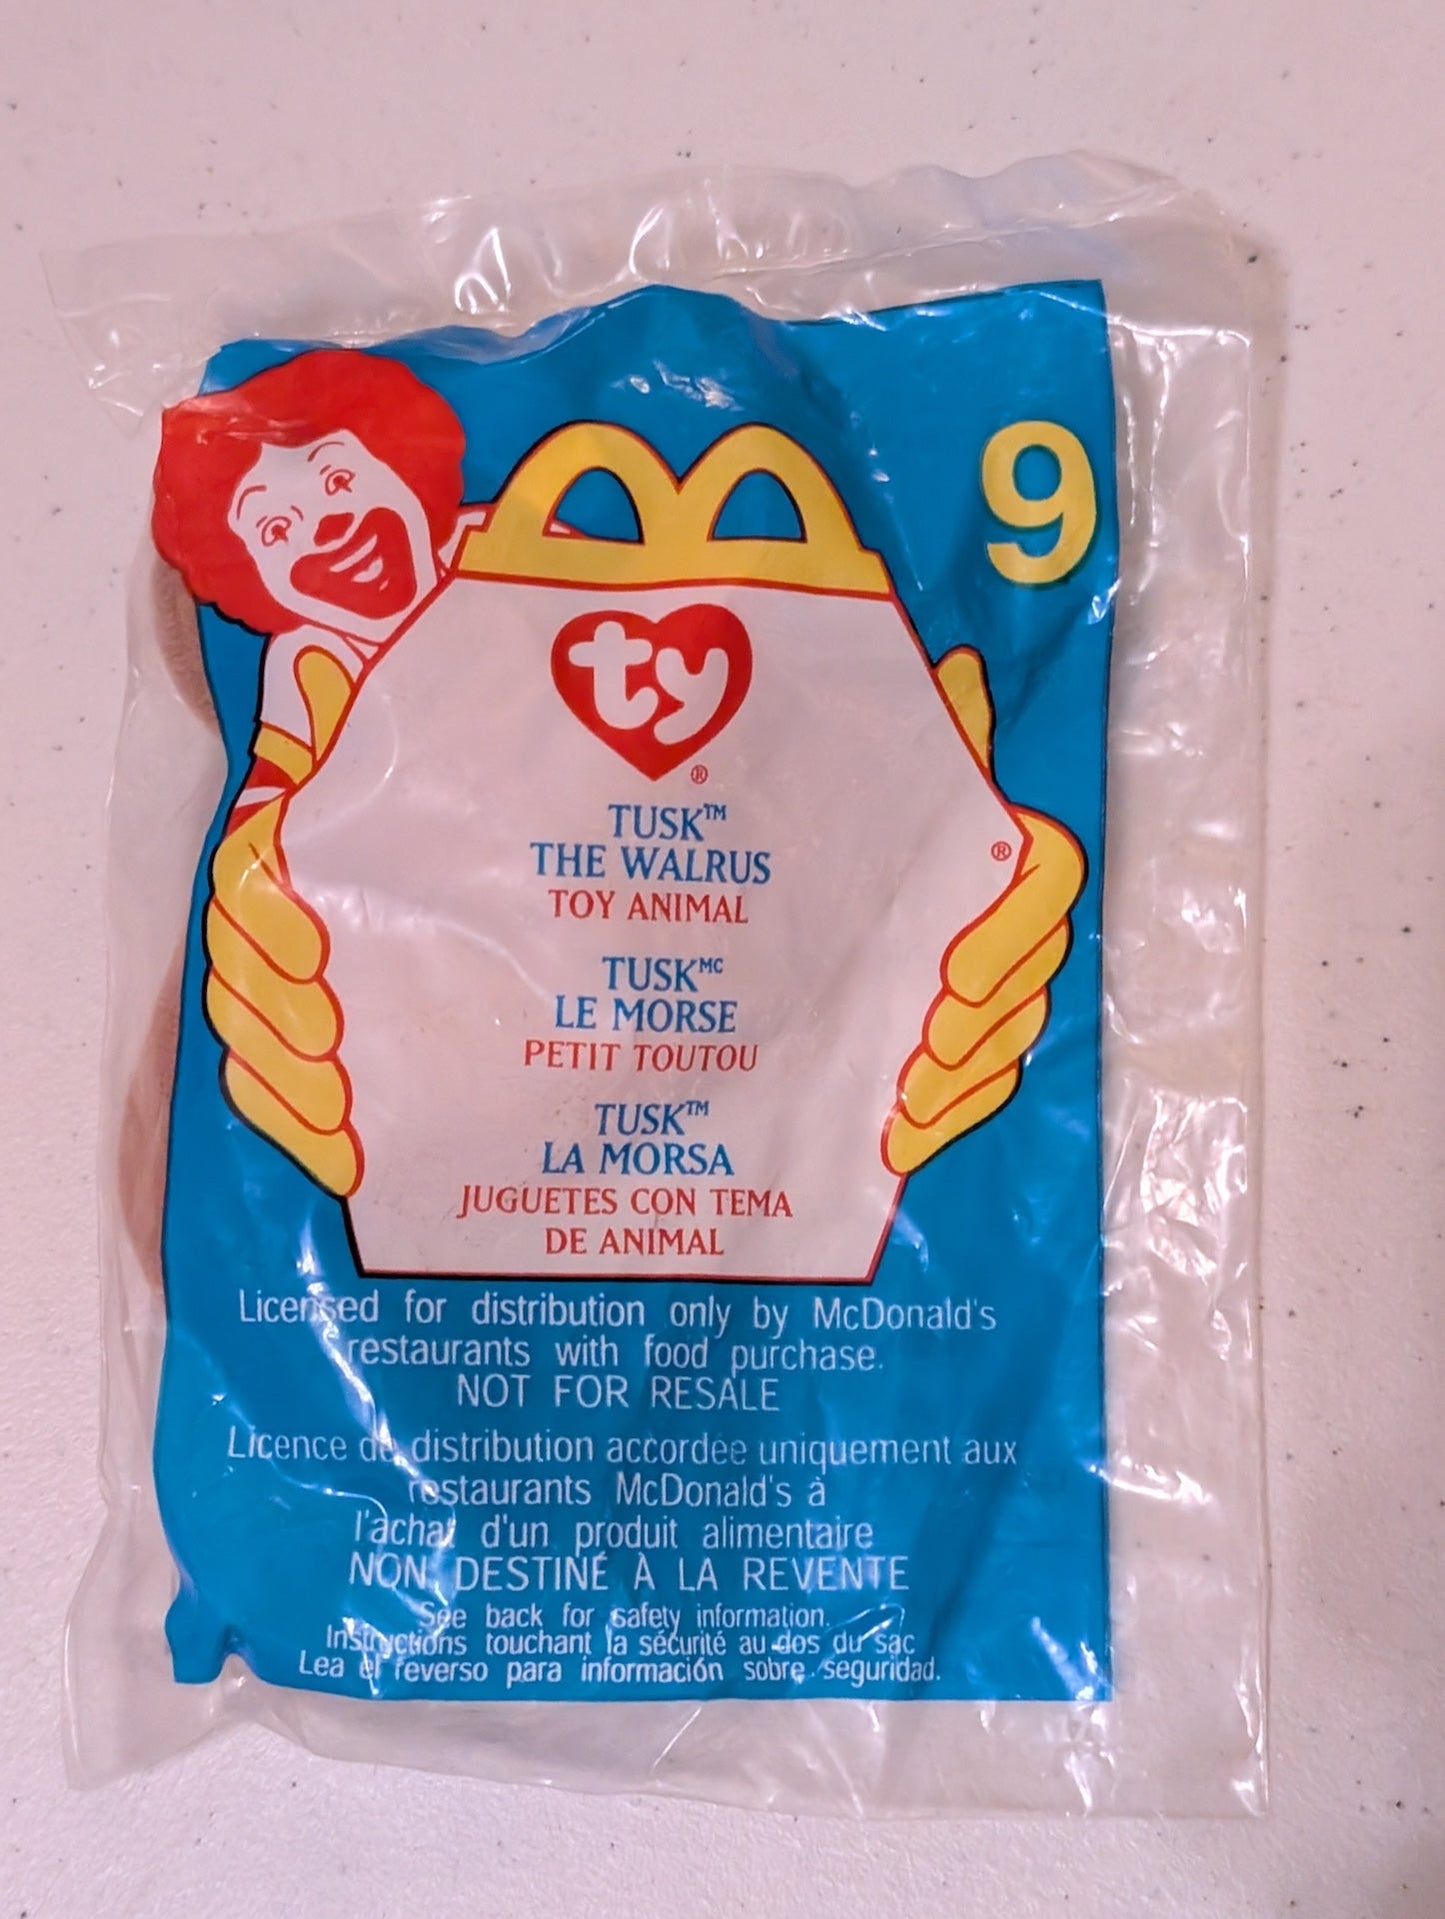 9
ty®
TUSK™
THE WALRUS
TOY ANIMAL
®
TUSK MC
LE MORSE
PETIT TOUTOU
TUSK™
LA MORSA
JUGUETES CON TEMA
DE ANIMAL
Licensed for distribution only by McDonald's
restaurants with food purchase.
NOT FOR RESALE
Licence de distribution accordée uniquement aux
restaurants McDonald's à
l'achat d'un produit alimentaire
NON DESTINÉ À LA REVENTE
See back for safety information.
Instructions touchant la sécurité au dos du sac
Lea el reverso para información sobre seguridad.